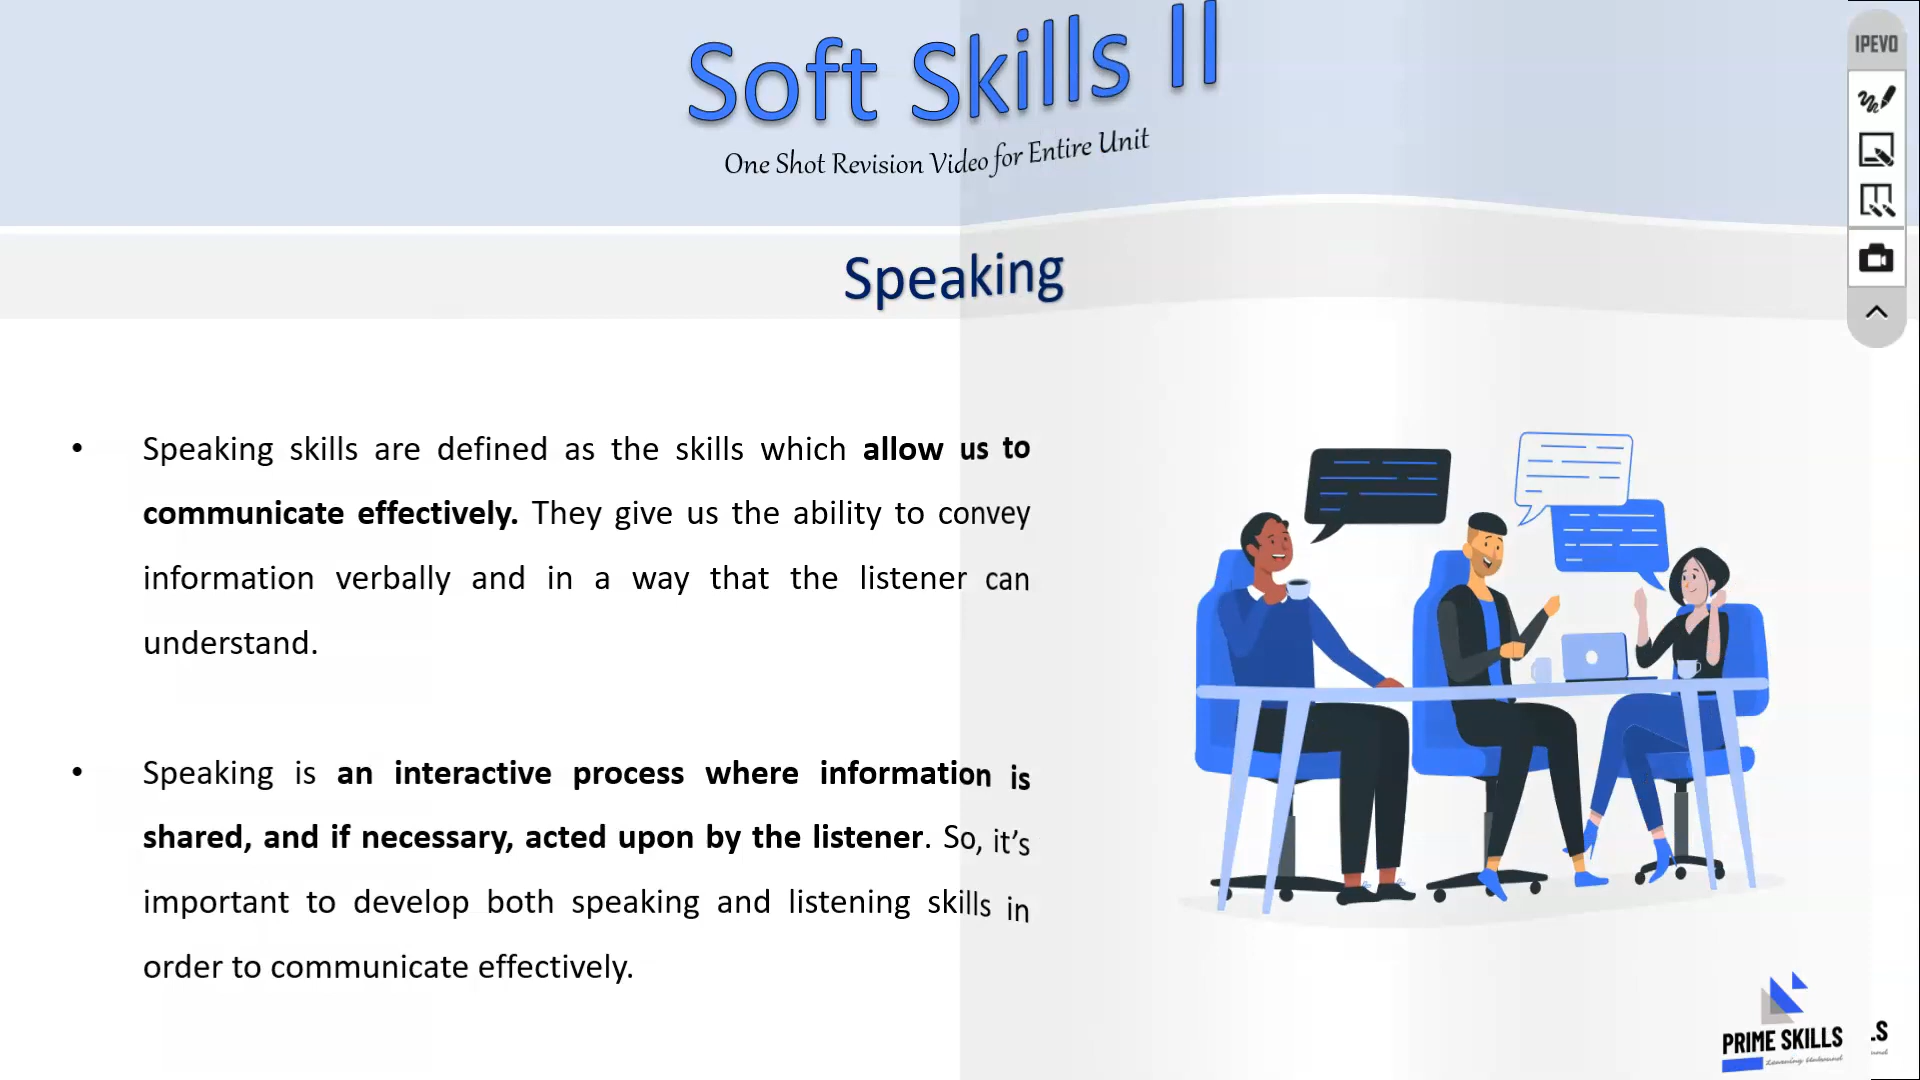 Soft Skills II
One Shot Revision Video for Entire Unit
IPEVO
Speaking
• Speaking skills are defined as the skills which allow us to
communicate effectively. They give us the ability to convey
information verbally and in a way that the listener can
understand.
• Speaking is an interactive process where information is
shared, and if necessary, acted upon by the listener. So, it’s
important to develop both speaking and listening skills in
order to communicate effectively.
PRIME SKILLS
Learning Unbound
LS
und